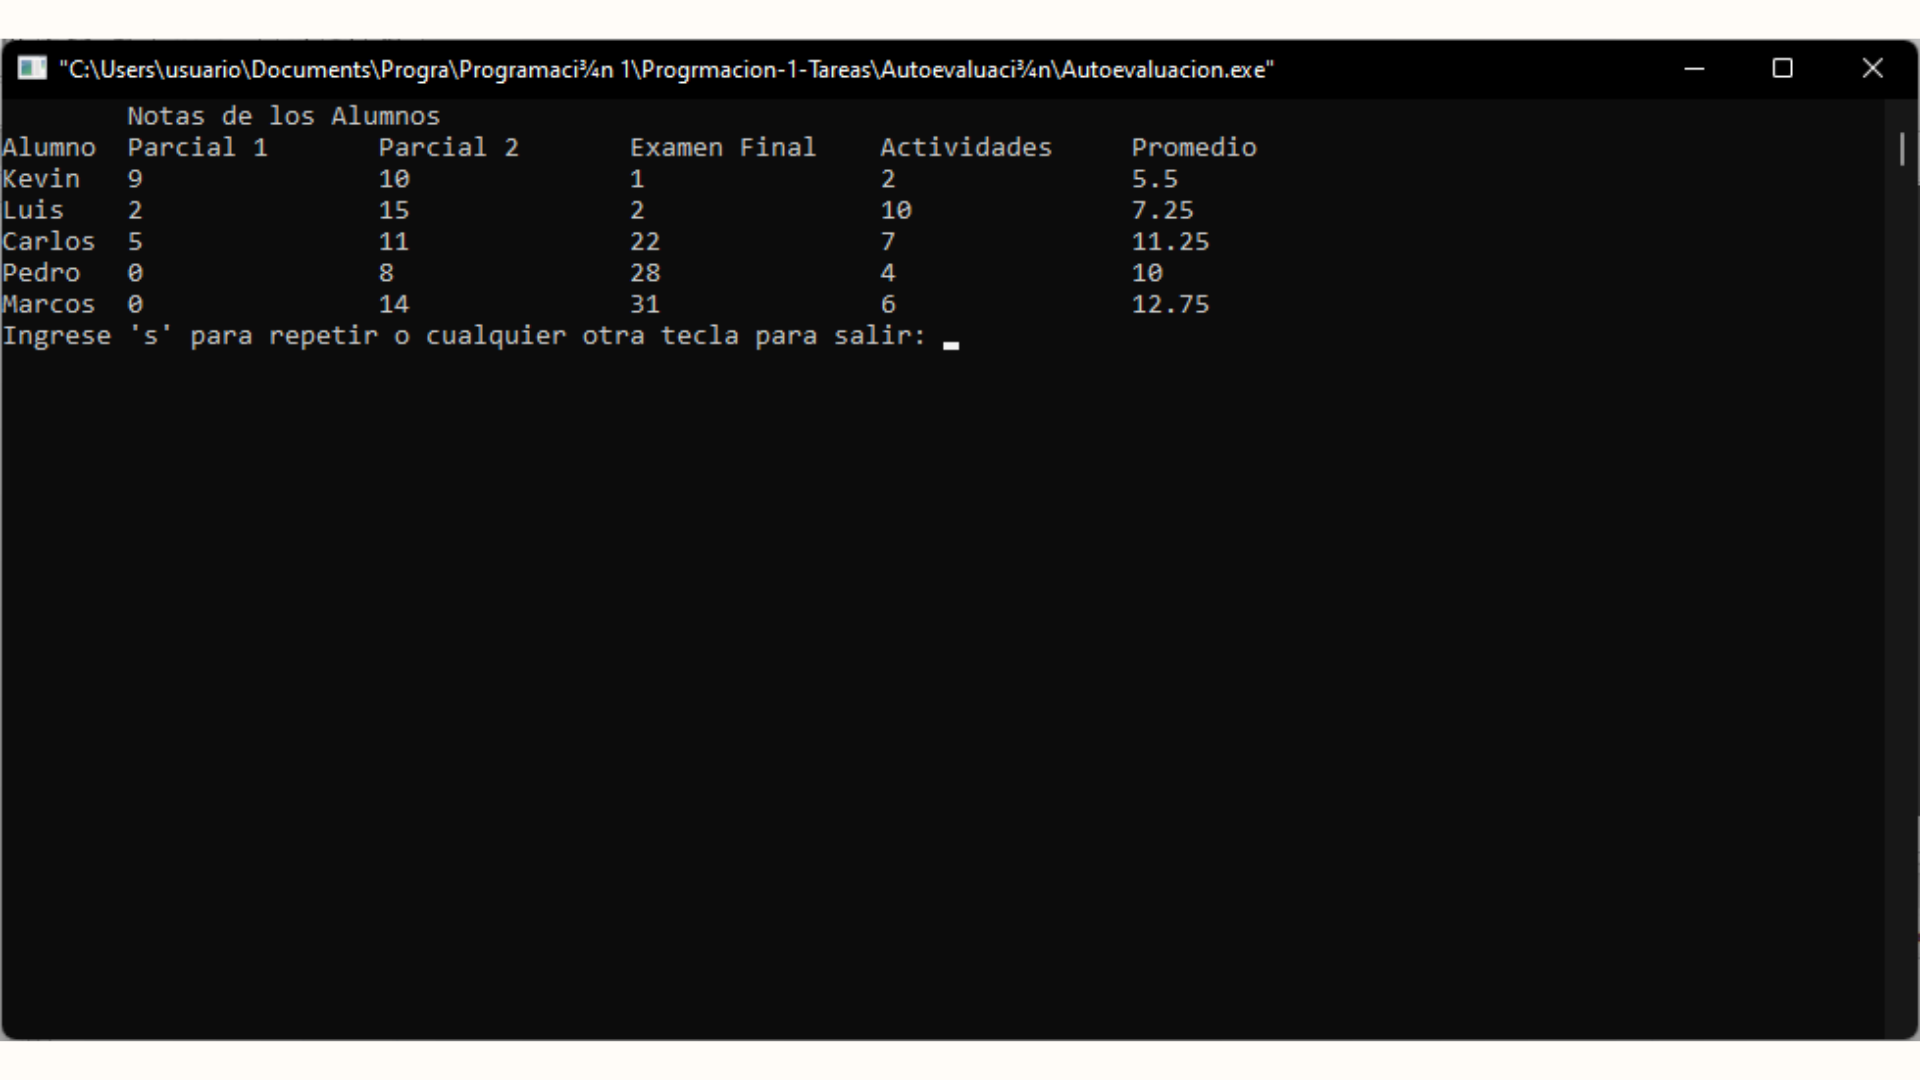 "C:\Users\usuario\Documents\Progra\Programaci¾n 1\Progrmacion-1-Tareas\Autoevaluaci¾n\Autoevaluacion.exe"
Notas de los Alumnos
Alumno Parcial 1 Parcial 2 Examen Final Actividades Promedio
Kevin 9 10 1 2 5.5
Luis 2 15 2 10 7.25
Carlos 5 11 22 7 11.25
Pedro 0 8 28 4 10
Marcos 0 14 31 6 12.75
Ingrese 's' para repetir o cualquier otra tecla para salir: